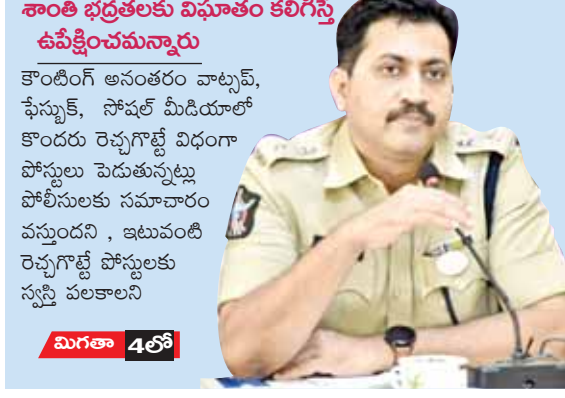 శాంతి భద్రతలకు విఘాతం కలిగిస్తే
ఉపేక్షించమన్నారు
కౌంటింగ్ అనంతరం వాట్సప్,
ఫేస్బుక్, సోషల్ మీడియాలో
కొందరు రెచ్చగొట్టే విధంగా
పోస్టులు పెడుతున్నట్లు
పోలీసులకు సమాచారం
వస్తుందని , ఇటువంటి
రెచ్చగొట్టే పోస్టులకు
స్వస్తి పలకాలని
మిగతా 4లో